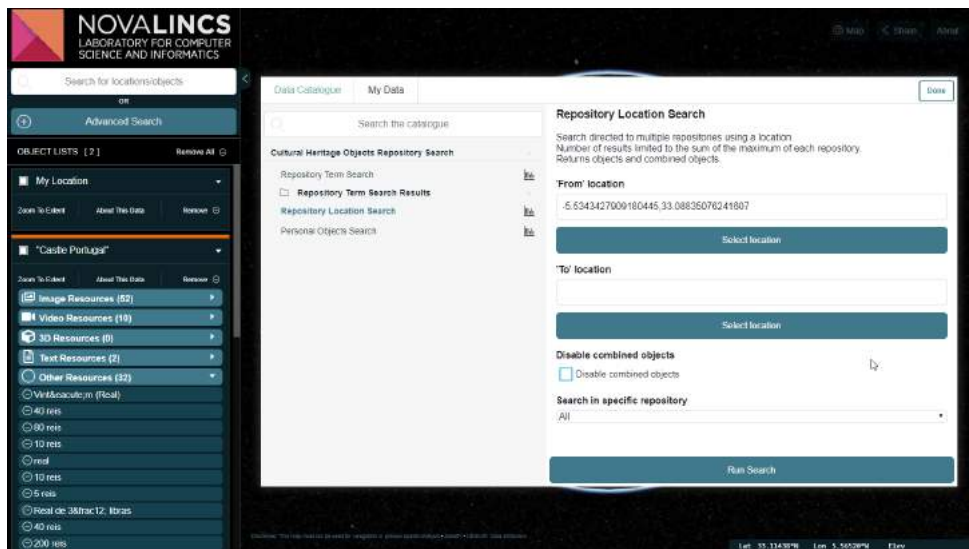 NOVALINCS
LABORATORY FOR COMPUTER
SCIENCE AND INFORMATICS
Search for locations/objects
OR
Advanced Search
OBJECT LISTS [2] Remove All
My Location
Zoom To Extent About This Data Remove
"Castle Portugal"
Zoom To Extent About This Data Remove
Image Resources (52)
Video Resources (10)
3D Resources (0)
Text Resources (2)
Other Resources (32)
Vint&eacute;m (Real)
40 reis
80 reis
10 reis
real
10 reis
5 reis
Real de 3&frac12; libras
40 reis
200 reis
Map Share About
Data Catalogue My Data Done
Search the catalogue
Cultural Heritage Objects Repository Search
Repository Term Search
Repository Term Search Results
Repository Location Search
Personal Objects Search
Repository Location Search
Search directed to multiple repositories using a location
Number of results limited to the sum of the maximum of each repository.
Returns objects and combined objects.
'From' location
-5.5343427909180445,33.08835076241607
Select location
'To' location
Select location
Disable combined objects
Disable combined objects
Search in specific repository
All
Run Search